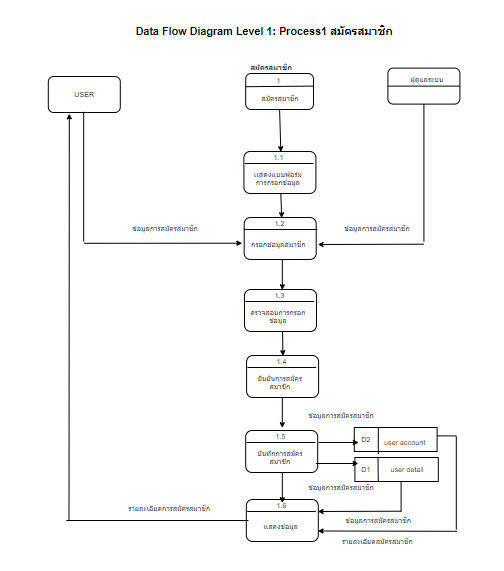 Data Flow Diagram Level 1: Process1 สมัครสมาชิก
สมัครสมาชิก
USER
1
สมัครสมาชิก
ผู้ดูแลระบบ
1.1
แสดงแบบฟอร์ม
การกรอกข้อมูล
1.2
กรอกข้อมูลสมาชิก
ข้อมูลการสมัครสมาชิก
ข้อมูลการสมัครสมาชิก
1.3
ตรวจสอบการกรอก
ข้อมูล
1.4
ยืนยันการสมัคร
สมาชิก
ข้อมูลการสมัครสมาชิก
1.5
บันทึกการสมัคร
สมาชิก
D2
user account
D1
user detail
ข้อมูลการสมัครสมาชิก
1.6
แสดงข้อมูล
รายละเอียดการสมัครสมาชิก
ข้อมูลการสมัครสมาชิก
รายละเอียดสมัครสมาชิก